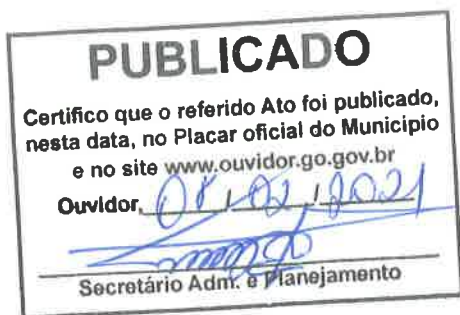 PUBLICADO
Certifico que o referido Ato foi publicado,
nesta data, no Placar oficial do Municipio
e no site www.ouvidor.go.gov.br
Ouvidor, 08 / 02 / 2021
Secretário Adm. e Planejamento